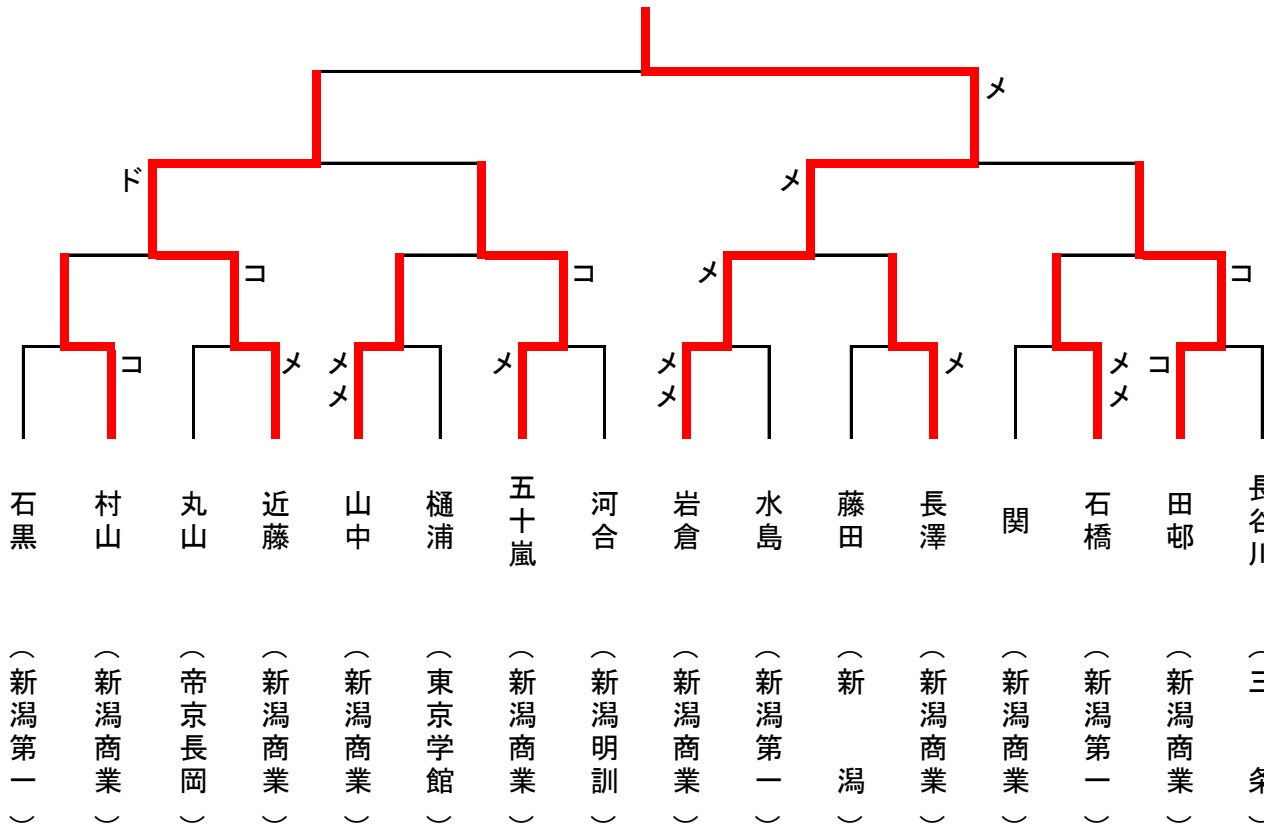 メ
ド
メ
コ
コ
メ
コ
コ
メ
メメ
メ
メメ
メ
メメ
コ
石黒
村山
丸山
近藤
山中
樋浦
五十嵐
河合
岩倉
水島
藤田
長澤
関
石橋
田邨
長谷川
（新潟第一）
（新潟商業）
（帝京長岡）
（新潟商業）
（新潟商業）
（東京学館）
（新潟商業）
（新潟明訓）
（新潟商業）
（新潟第一）
（新潟）
（新潟商業）
（新潟商業）
（新潟第一）
（新潟商業）
（三条）